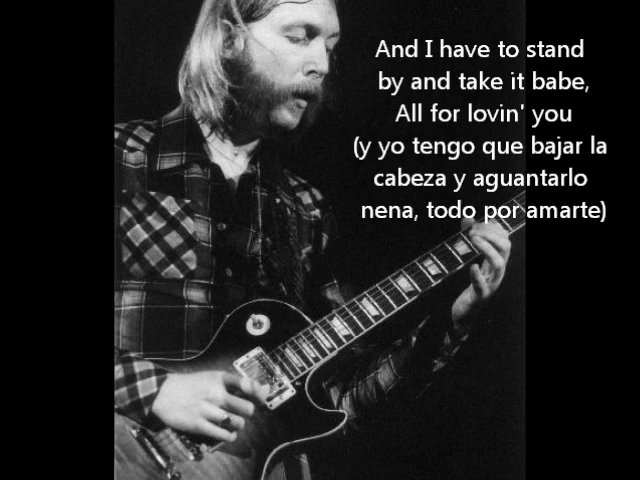 And I have to stand
by and take it babe,
All for lovin' you
(y yo tengo que bajar la
cabeza y aguantarlo
nena, todo por amarte)